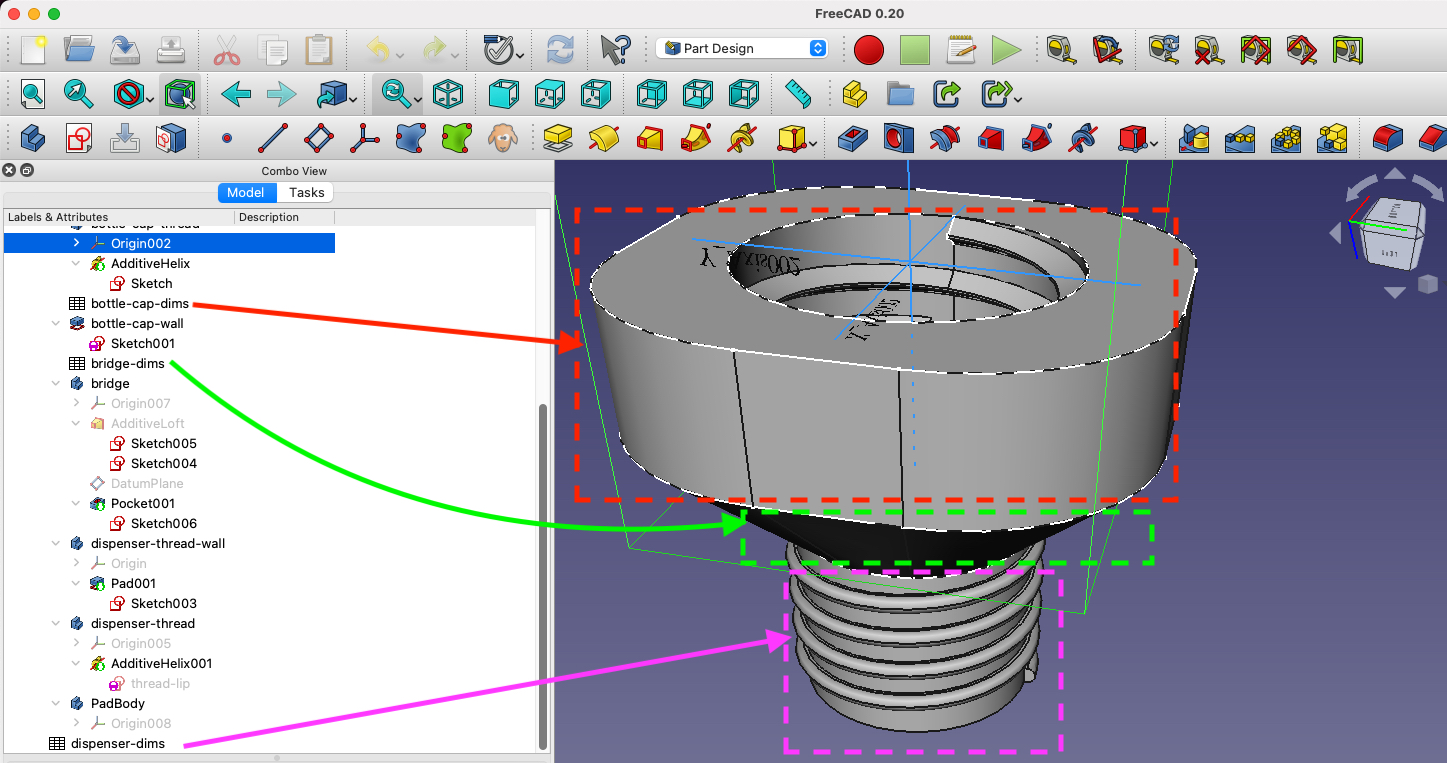 FreeCAD 0.20
Part Design
Combo View
Model Tasks
Labels & Attributes Description
bottle-cap-thread
Origin002
AdditiveHelix
Sketch
bottle-cap-dims
bottle-cap-wall
Sketch001
bridge-dims
bridge
Origin007
AdditiveLoft
Sketch005
Sketch004
DatumPlane
Pocket001
Sketch006
dispenser-thread-wall
Origin
Pad001
Sketch003
dispenser-thread
Origin005
AdditiveHelix001
thread-lip
PadBody
Origin008
dispenser-dims